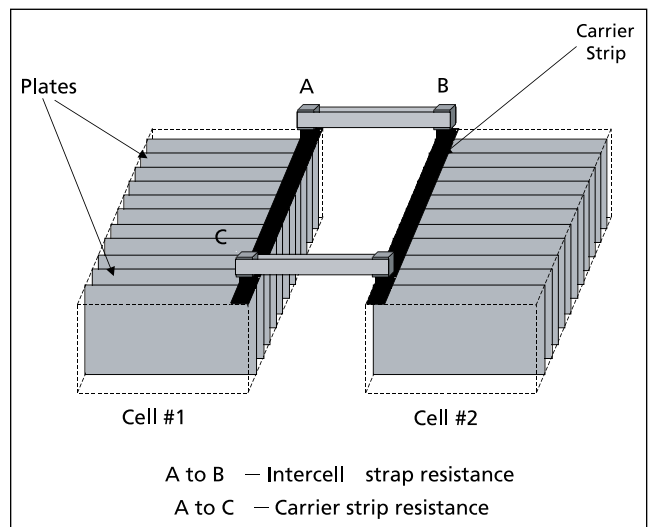 Carrier
Strip
A
B
Plates
C
Cell #1
Cell #2
A to B – Intercell strap resistance
A to C – Carrier strip resistance